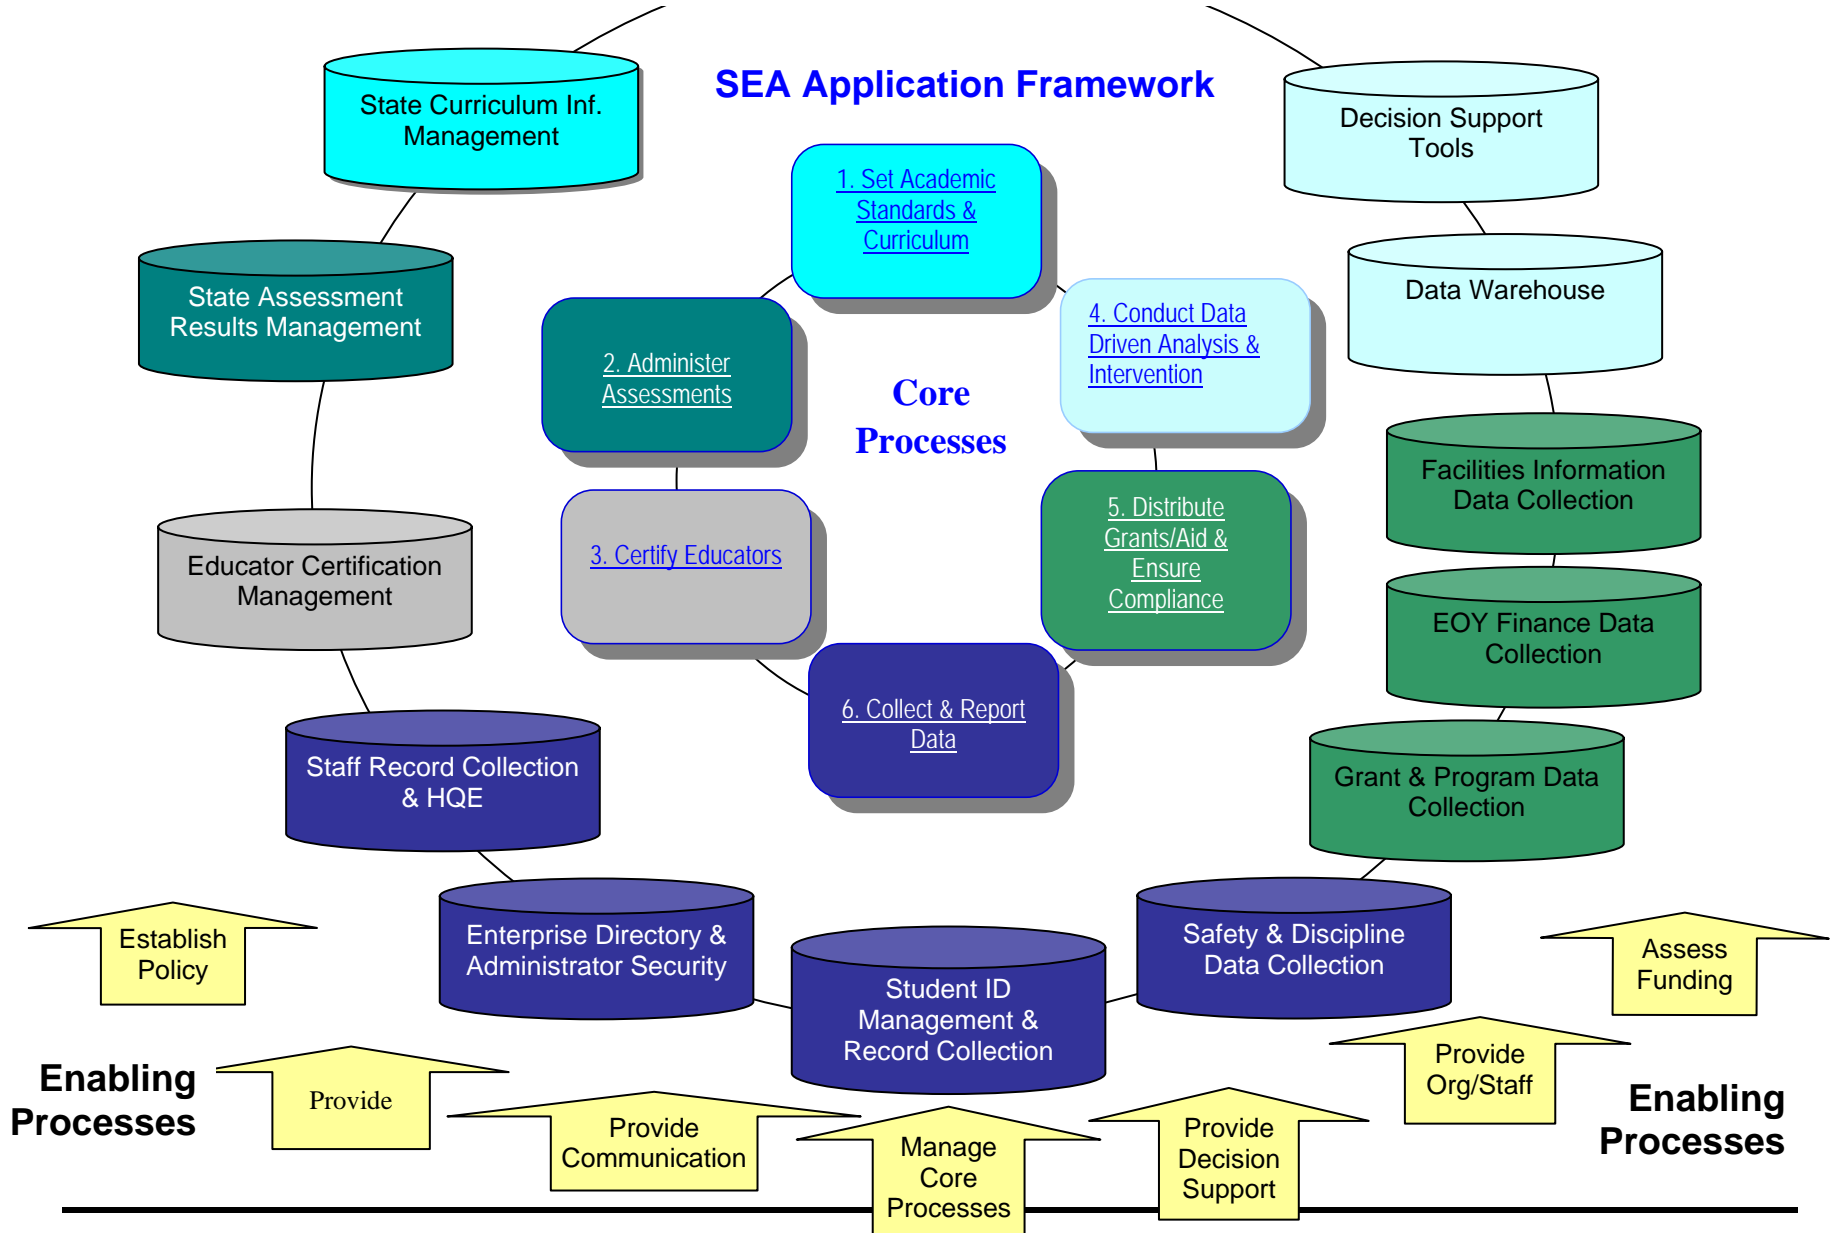 SEA Application Framework
State Curriculum Inf.
Management
Decision Support
Tools
1. Set Academic
Standards &
Curriculum
State Assessment
Results Management
Data Warehouse
4. Conduct Data
Driven Analysis &
Intervention
2. Administer
Assessments
Core
Processes
Facilities Information
Data Collection
5. Distribute
Grants/Aid &
Ensure
Compliance
3. Certify Educators
Educator Certification
Management
EOY Finance Data
Collection
6. Collect & Report
Data
Staff Record Collection
& HQE
Grant & Program Data
Collection
Enterprise Directory &
Administrator Security
Student ID
Management &
Record Collection
Safety & Discipline
Data Collection
Establish
Policy
Assess
Funding
Enabling
Processes
Provide
Provide
Communication
Manage
Core
Processes
Provide
Decision
Support
Provide
Org/Staff
Enabling
Processes